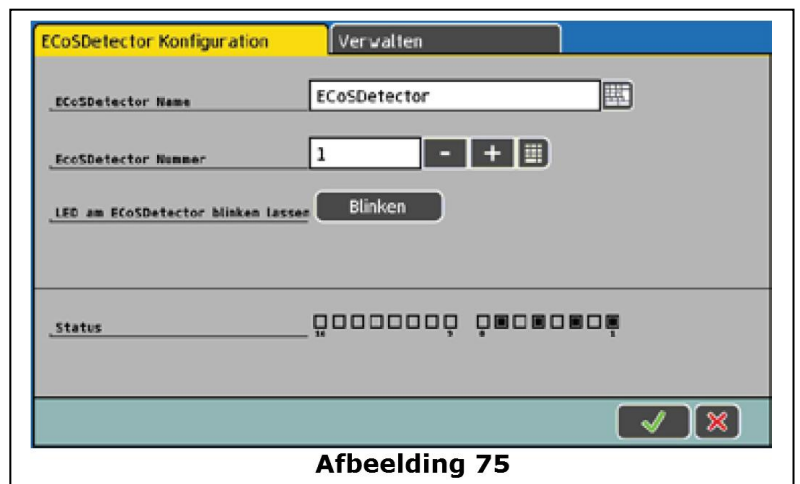 ECoSDetector Konfiguration
Verwalten
ECoSDetector Name
ECoSDetector
EcoSDetector Nummer
1
-
+
LED am ECoSDetector blinken lassen
Blinken
Status
16
9
8
1
Afbeelding 75